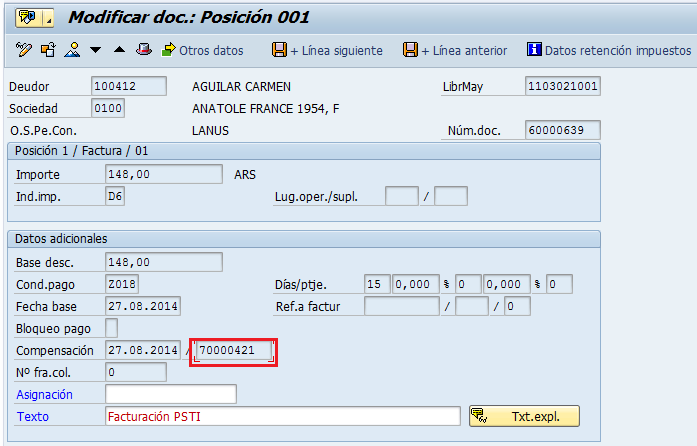 Modificar doc.: Posición 001
Otros datos + Línea siguiente + Línea anterior Datos retención impuestos
Deudor 100412 AGUILAR CARMEN LibrMay 1103021001
Sociedad 0100 ANATOLE FRANCE 1954, F
O.S.Pe.Con. LANUS Núm.doc. 60000639
Posición 1 / Factura / 01
Importe 148,00 ARS
Ind.imp. D6 Lug.oper./supl. /
Datos adicionales
Base desc. 148,00
Cond.pago Z018 Días/ptje. 15 0,000 % 0 0,000 % 0
Fecha base 27.08.2014 Ref.a factur / / 0
Bloqueo pago
Compensación 27.08.2014 / 70000421
Nº fra.col. 0
Asignación
Texto Facturación PSTI Txt.expl.